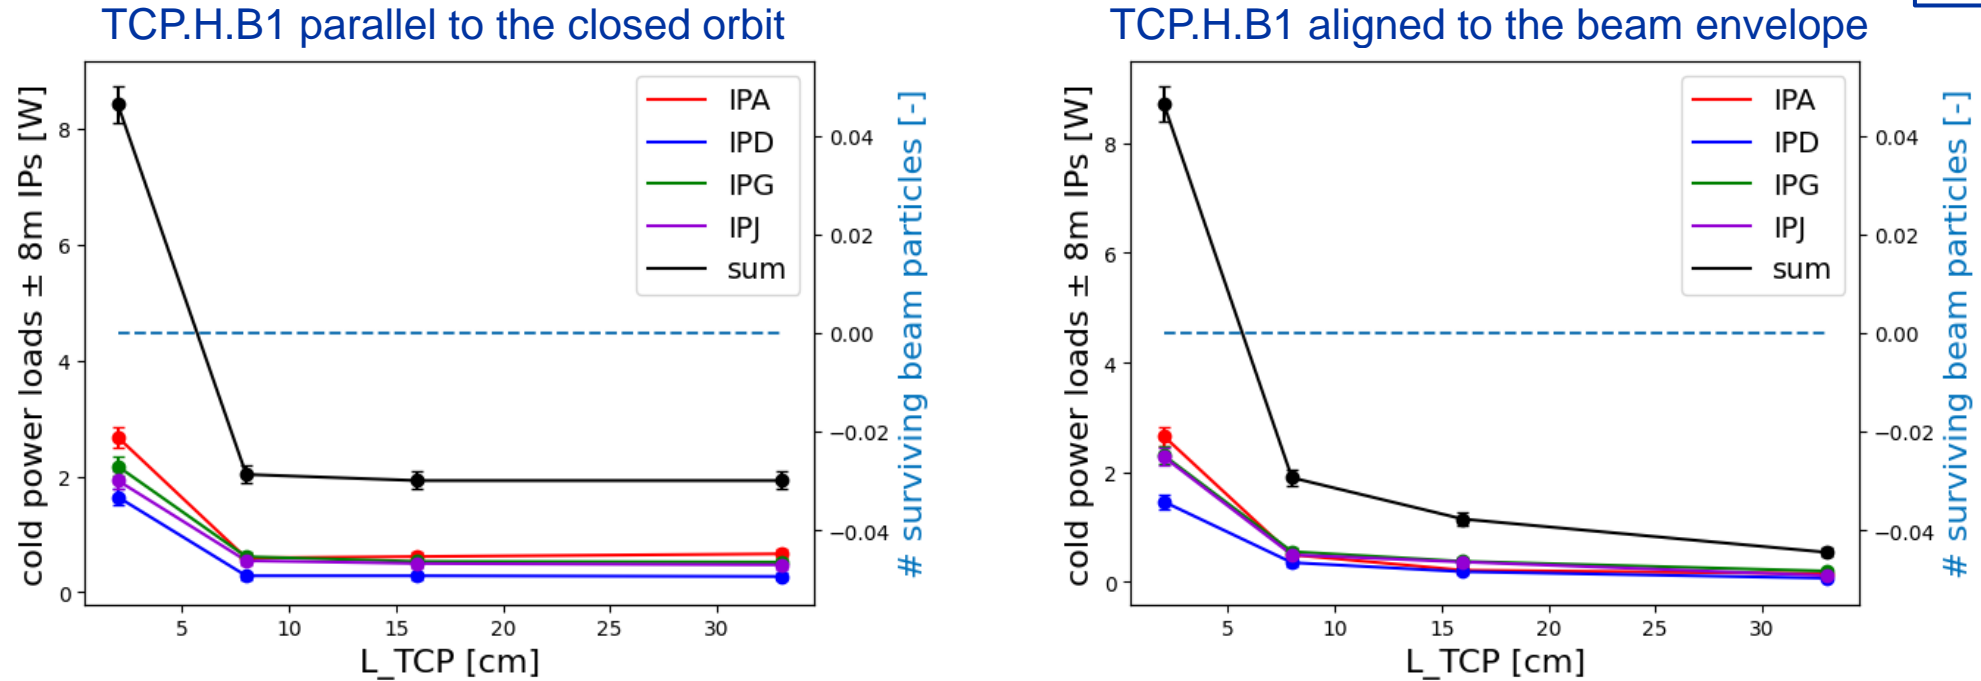 TCP.H.B1 parallel to the closed orbit
cold power loads ± 8m IPs [W]
8
6
4
2
0
5
10
15
20
25
30
L_TCP [cm]
IPA
IPD
IPG
IPJ
sum
0.04
0.02
0.00
−0.02
−0.04
# surviving beam particles [-]
TCP.H.B1 aligned to the beam envelope
cold power loads ± 8m IPs [W]
8
6
4
2
0
5
10
15
20
25
30
L_TCP [cm]
IPA
IPD
IPG
IPJ
sum
0.04
0.02
0.00
−0.02
−0.04
# surviving beam particles [-]